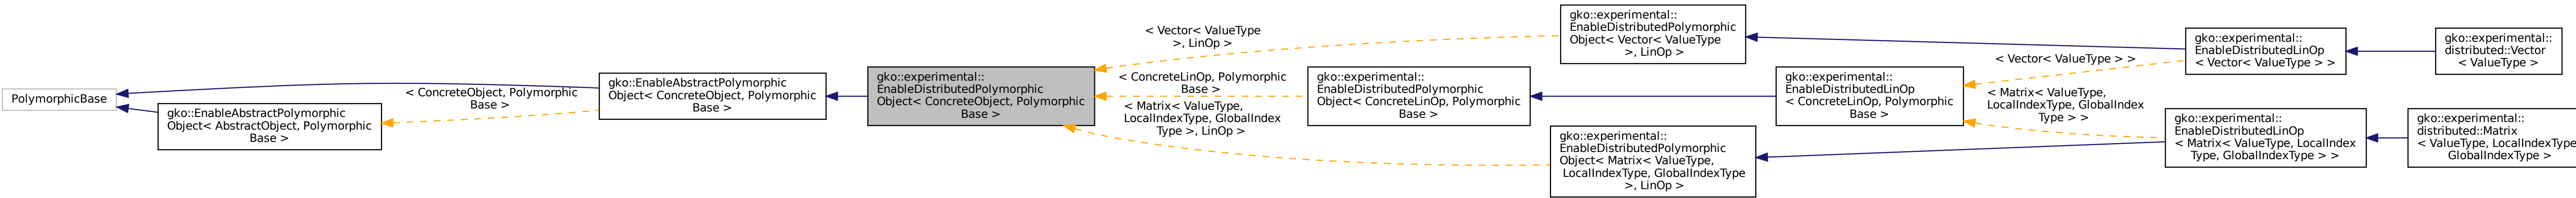 PolymorphicBase
gko::EnableAbstractPolymorphic
Object< AbstractObject, Polymorphic
Base >
< ConcreteObject, Polymorphic
Base >
gko::EnableAbstractPolymorphic
Object< ConcreteObject, Polymorphic
Base >
gko::experimental::
EnableDistributedPolymorphic
Object< ConcreteObject, Polymorphic
Base >
< Vector< ValueType
>, LinOp >
< ConcreteLinOp, Polymorphic
Base >
< Matrix< ValueType,
LocalIndexType, GlobalIndex
Type >, LinOp >
gko::experimental::
EnableDistributedPolymorphic
Object< Vector< ValueType
>, LinOp >
gko::experimental::
EnableDistributedPolymorphic
Object< ConcreteLinOp, Polymorphic
Base >
gko::experimental::
EnableDistributedPolymorphic
Object< Matrix< ValueType,
LocalIndexType, GlobalIndexType
>, LinOp >
gko::experimental::
EnableDistributedLinOp
< ConcreteLinOp, Polymorphic
Base >
< Vector< ValueType > >
< Matrix< ValueType,
LocalIndexType, GlobalIndex
Type > >
gko::experimental::
EnableDistributedLinOp
< Vector< ValueType > >
gko::experimental::
EnableDistributedLinOp
< Matrix< ValueType, LocalIndex
Type, GlobalIndexType > >
gko::experimental::
distributed::Vector
< ValueType >
gko::experimental::
distributed::Matrix
< ValueType, LocalIndexType
GlobalIndexType >